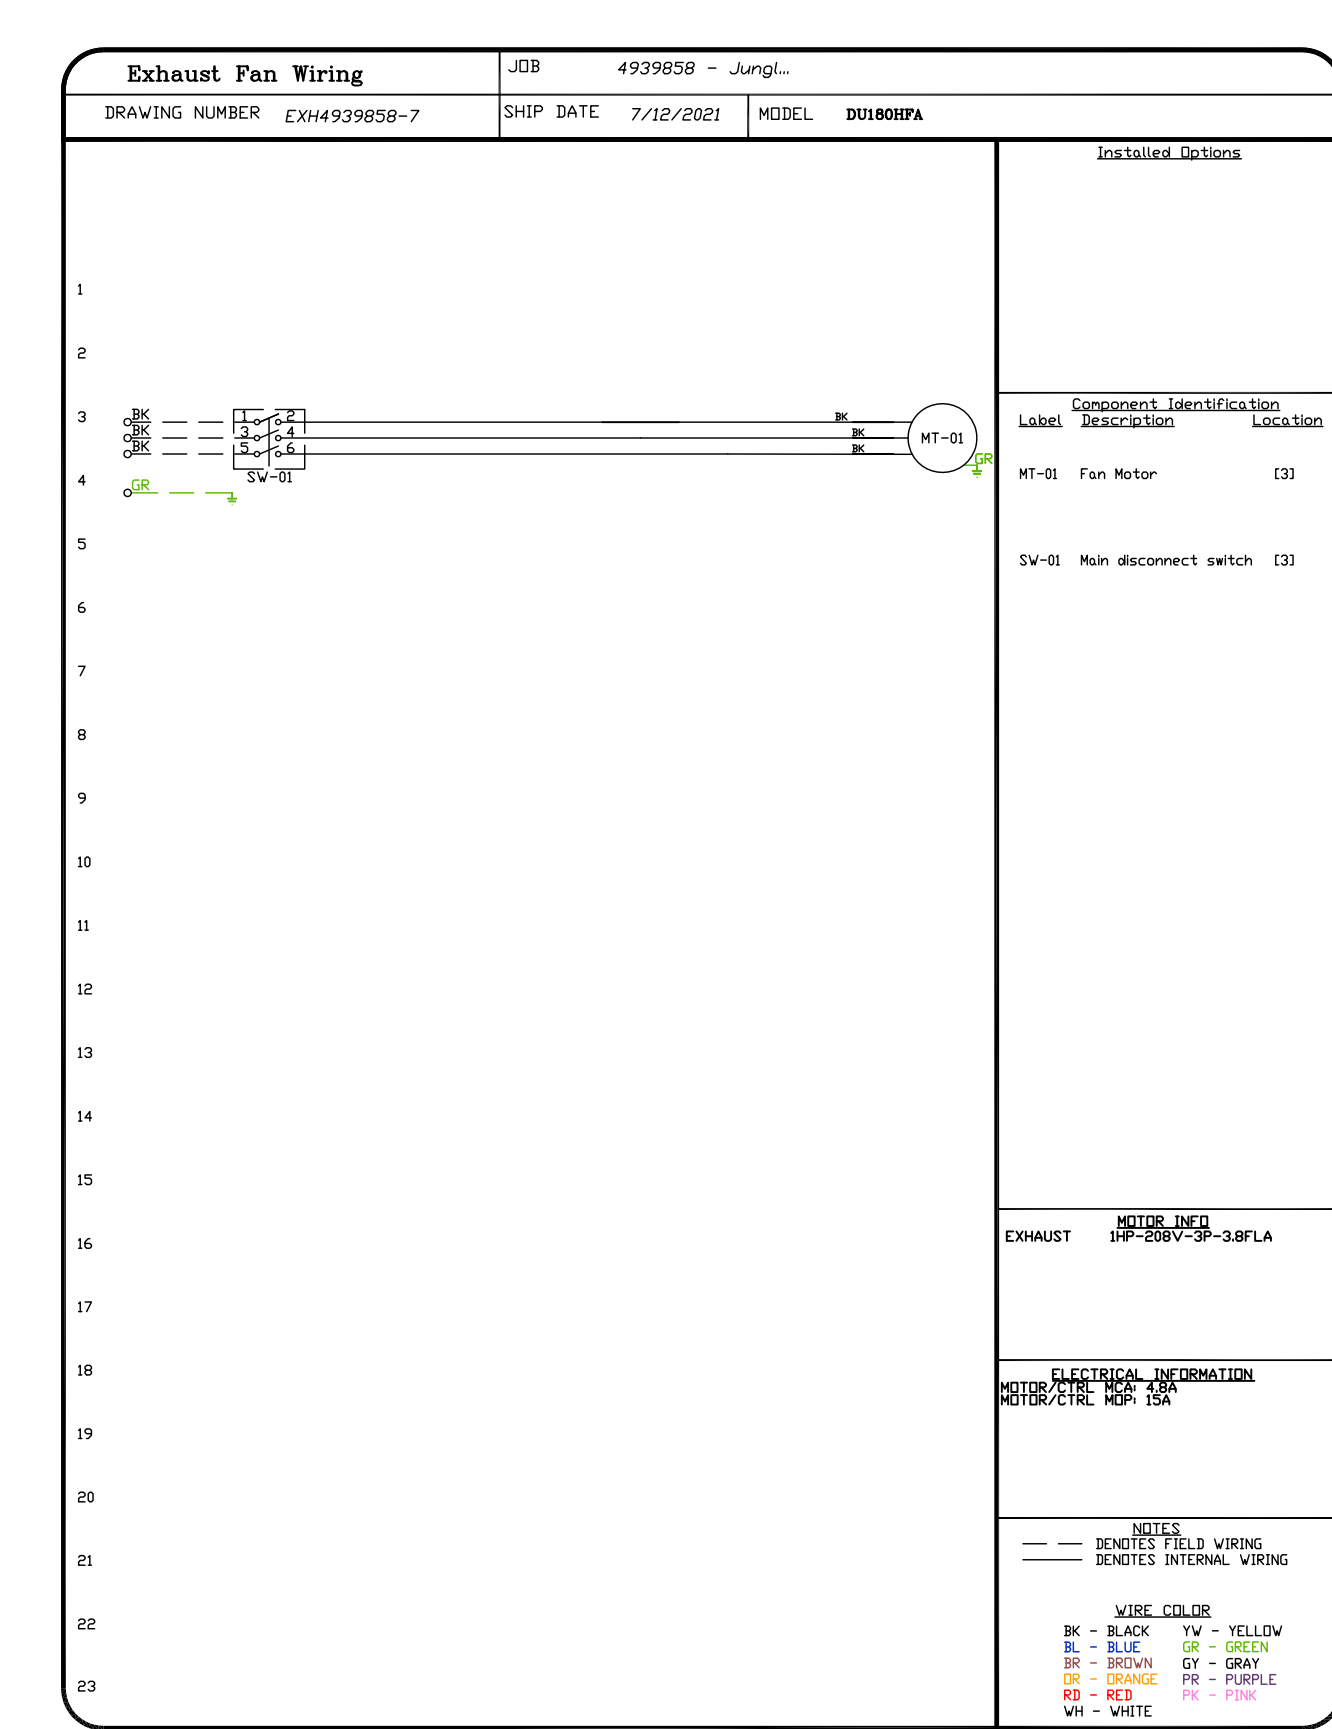 Exhaust Fan Wiring
JOB 4939858 - Jungl...
DRAWING NUMBER EXH4939858-7
SHIP DATE 7/12/2021
MODEL DU180HFA
Installed Options
1
2
3
BK 1 2 BK
BK 3 4 BK
BK 5 6 BK
MT-01
GR
SW-01
4
GR
5
6
7
8
9
10
11
12
13
14
15
16
17
18
19
20
21
22
23
Component Identification
Label Description Location
MT-01 Fan Motor [3]
SW-01 Main disconnect switch [3]
MOTOR INFO
EXHAUST 1HP-208V-3P-3.8FLA
ELECTRICAL INFORMATION
MOTOR/CTRL MCA: 4.8A
MOTOR/CTRL MOP: 15A
NOTES
DENOTES FIELD WIRING
DENOTES INTERNAL WIRING
WIRE COLOR
BK - BLACK YW - YELLOW
BL - BLUE GR - GREEN
BR - BROWN GY - GRAY
OR - ORANGE PR - PURPLE
RD - RED PK - PINK
WH - WHITE